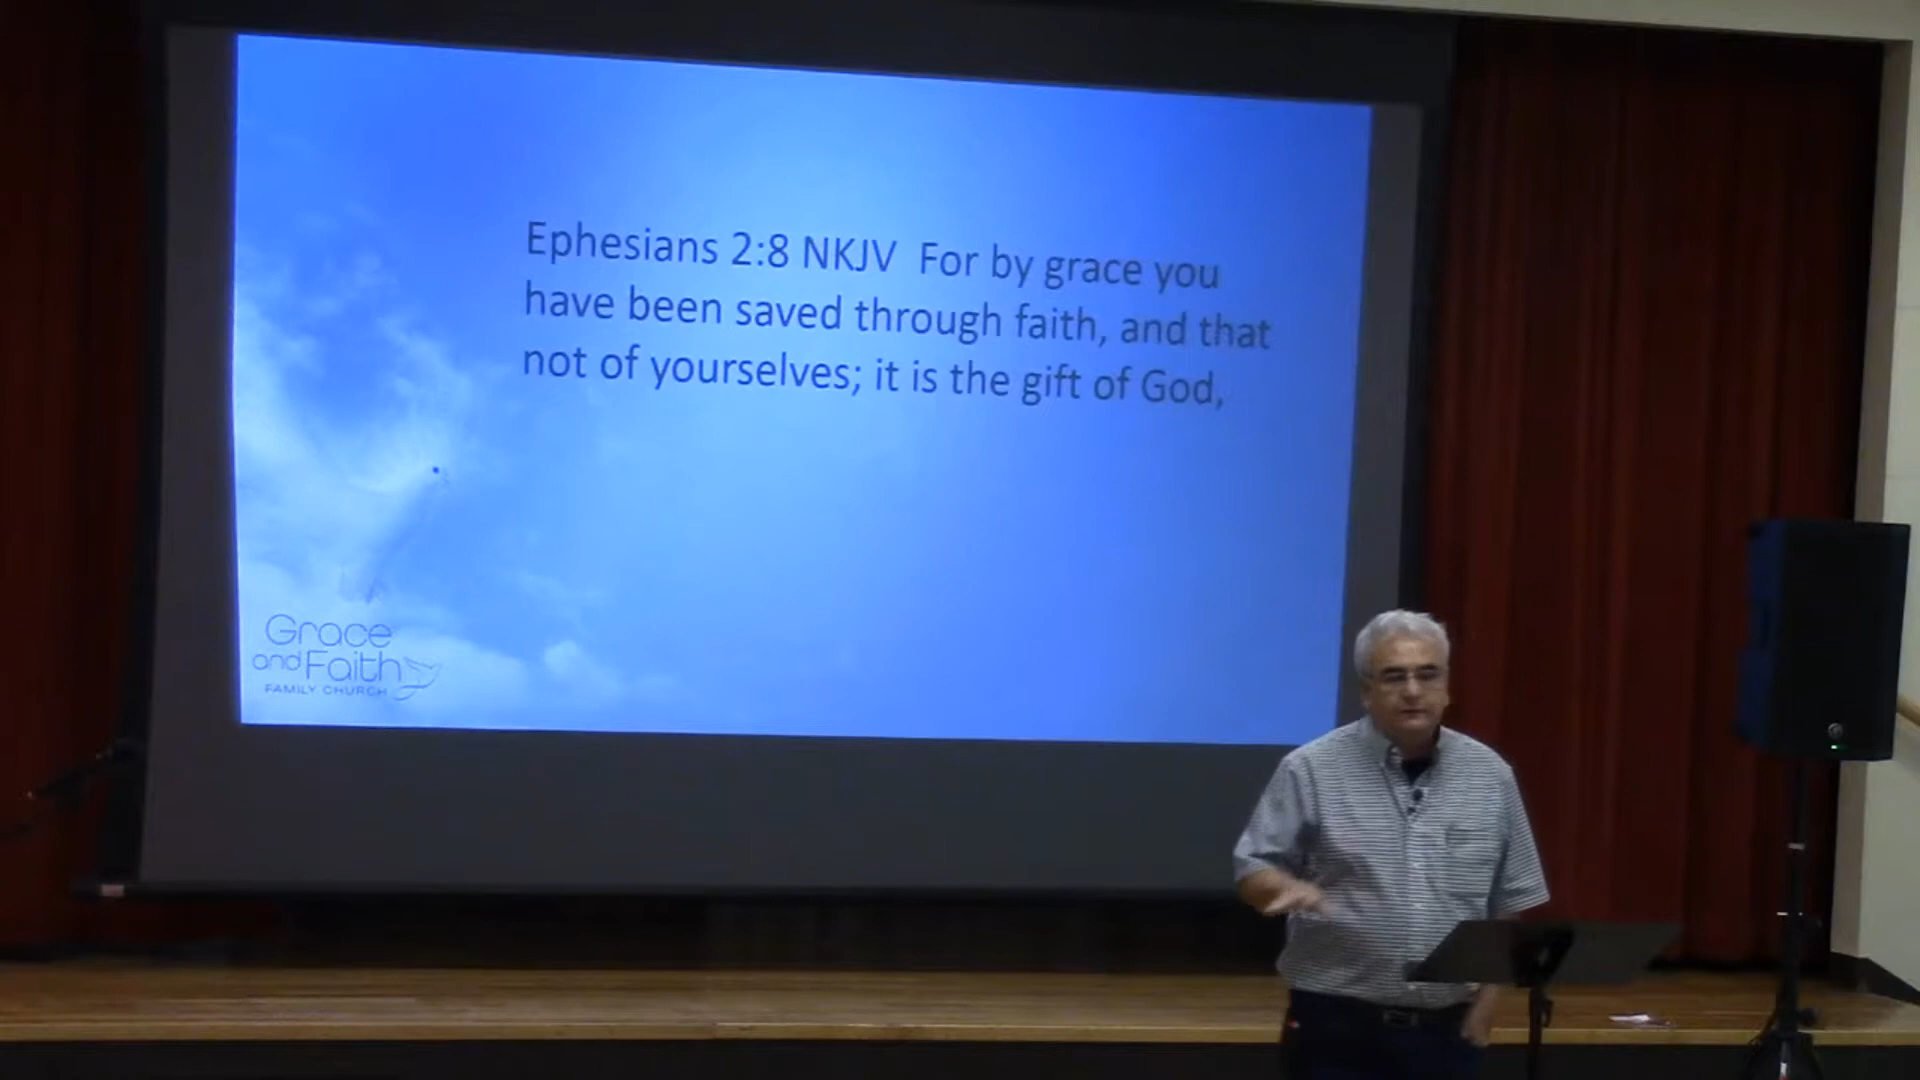 Ephesians 2:8 NKJV  For by grace you
have been saved through faith, and that
not of yourselves; it is the gift of God,
Grace
and Faith
FAMILY CHURCH